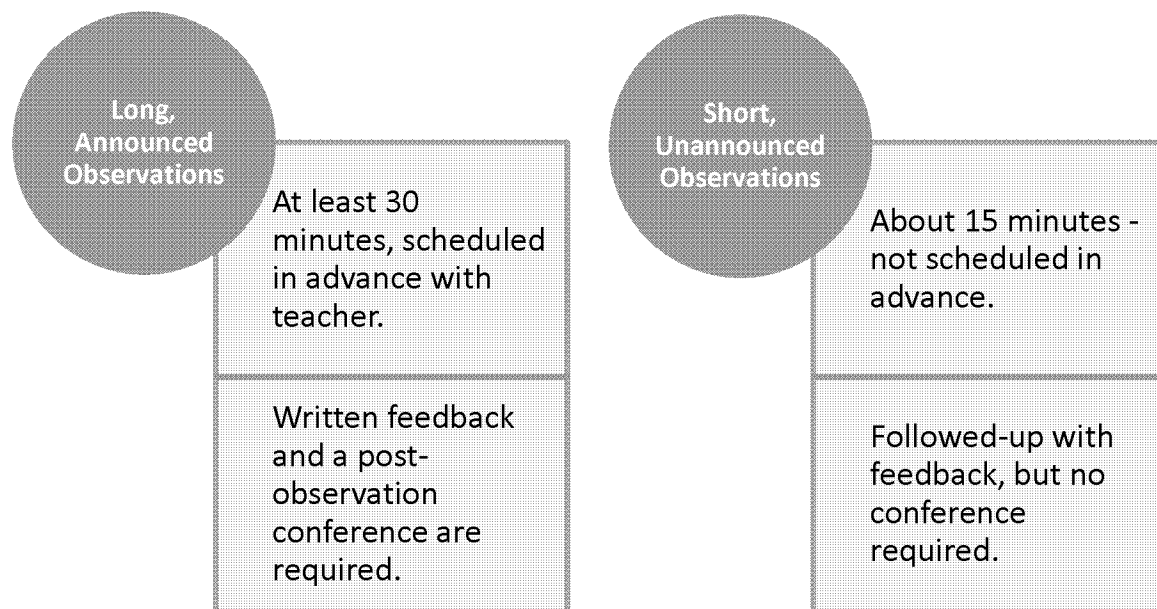 Long,
Announced
Observations
At least 30
minutes, scheduled
in advance with
teacher.
Written feedback
and a post-
observation
conference are
required.
Short,
Unannounced
Observations
About 15 minutes -
not scheduled in
advance.
Followed-up with
feedback, but no
conference
required.